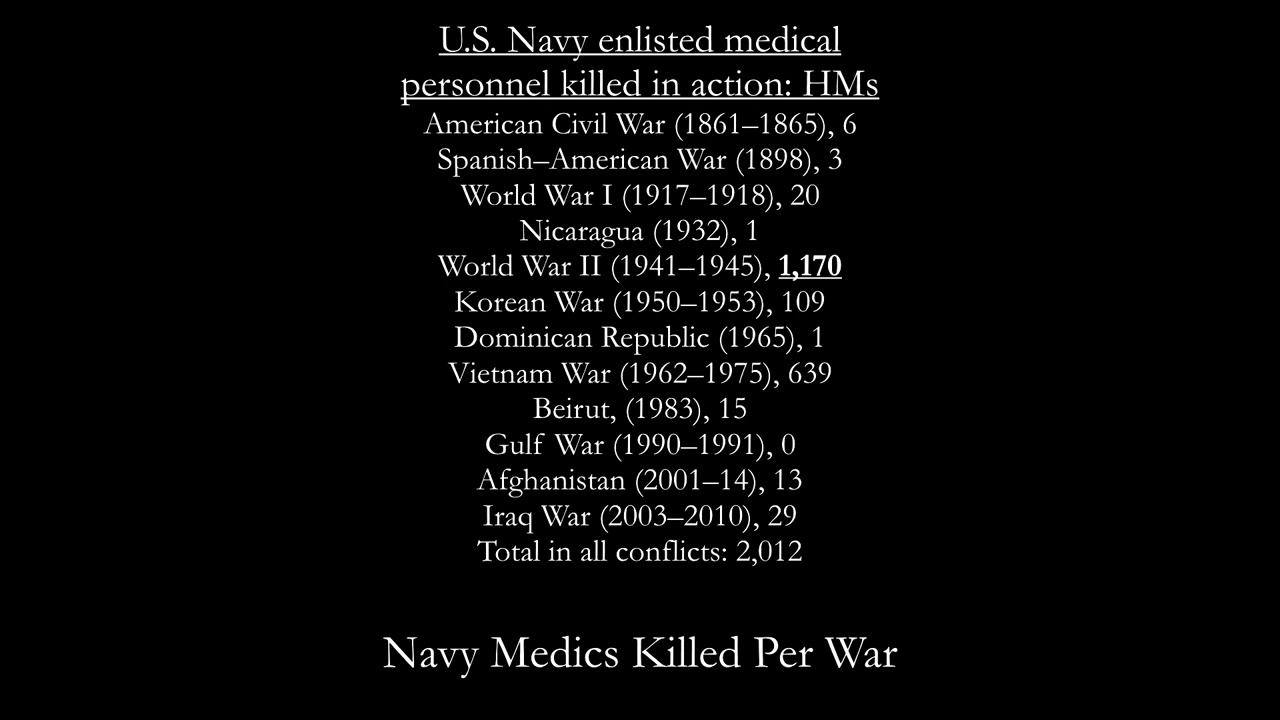 U.S. Navy enlisted medical
personnel killed in action: HMs
American Civil War (1861–1865), 6
Spanish–American War (1898), 3
World War I (1917–1918), 20
Nicaragua (1932), 1
World War II (1941–1945), 1,170
Korean War (1950–1953), 109
Dominican Republic (1965), 1
Vietnam War (1962–1975), 639
Beirut, (1983), 15
Gulf War (1990–1991), 0
Afghanistan (2001–14), 13
Iraq War (2003–2010), 29
Total in all conflicts: 2,012
Navy Medics Killed Per War